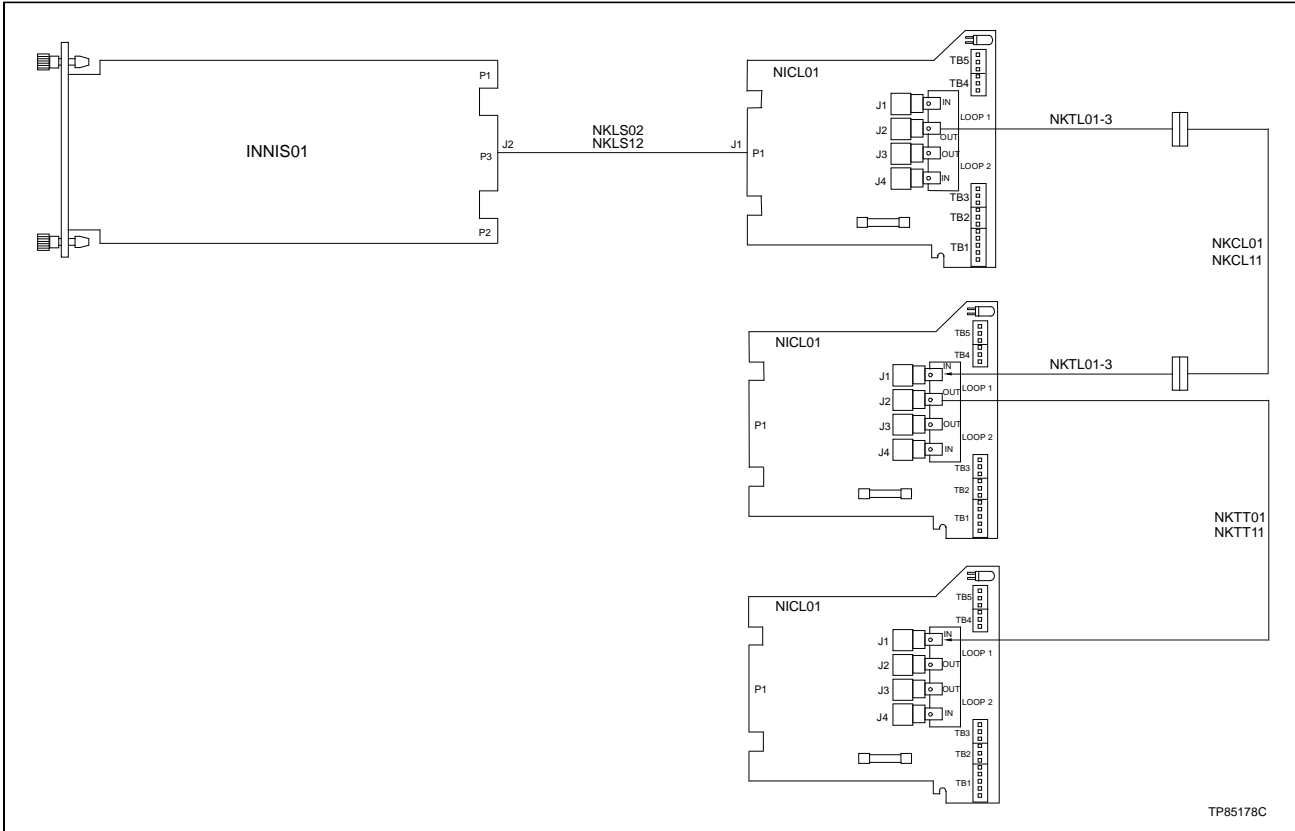 INNIS01
P1
P3
P2
J2
NKLS02
NKLS12
J1
NICL01
P1
TB5
TB4
J1
IN
LOOP 1
J2
OUT
J3
OUT
LOOP 2
J4
IN
TB3
TB2
TB1
NKTL01-3
NKCL01
NKCL11
NICL01
P1
TB5
TB4
J1
IN
LOOP 1
J2
OUT
J3
OUT
LOOP 2
J4
IN
TB3
TB2
TB1
NKTL01-3
NKTT01
NKTT11
NICL01
P1
TB5
TB4
J1
IN
LOOP 1
J2
OUT
J3
OUT
LOOP 2
J4
IN
TB3
TB2
TB1
TP85178C